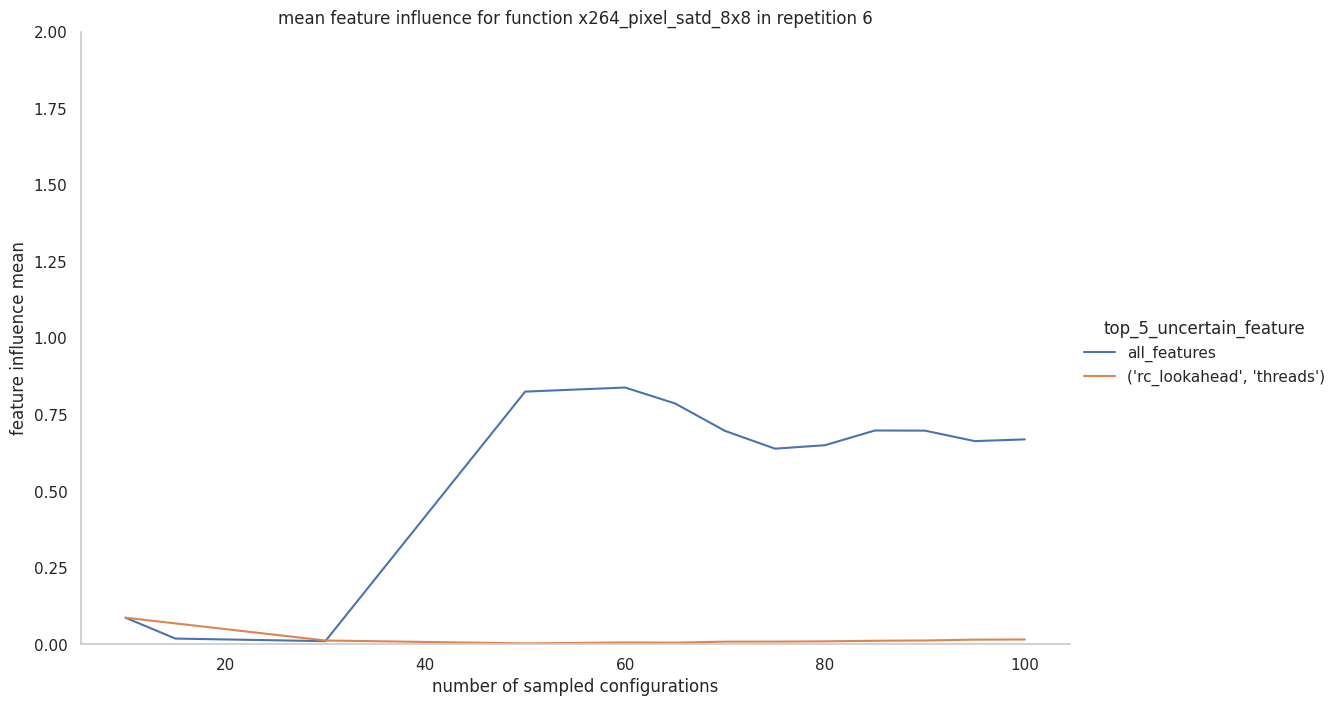 mean feature influence for function x264_pixel_satd_8x8 in repetition 6
2.00
1.75
1.50
1.25
1.00
0.75
0.50
0.25
0.00
feature influence mean
20
40
60
80
100
number of sampled configurations
top_5_uncertain_feature
all_features
('rc_lookahead', 'threads')